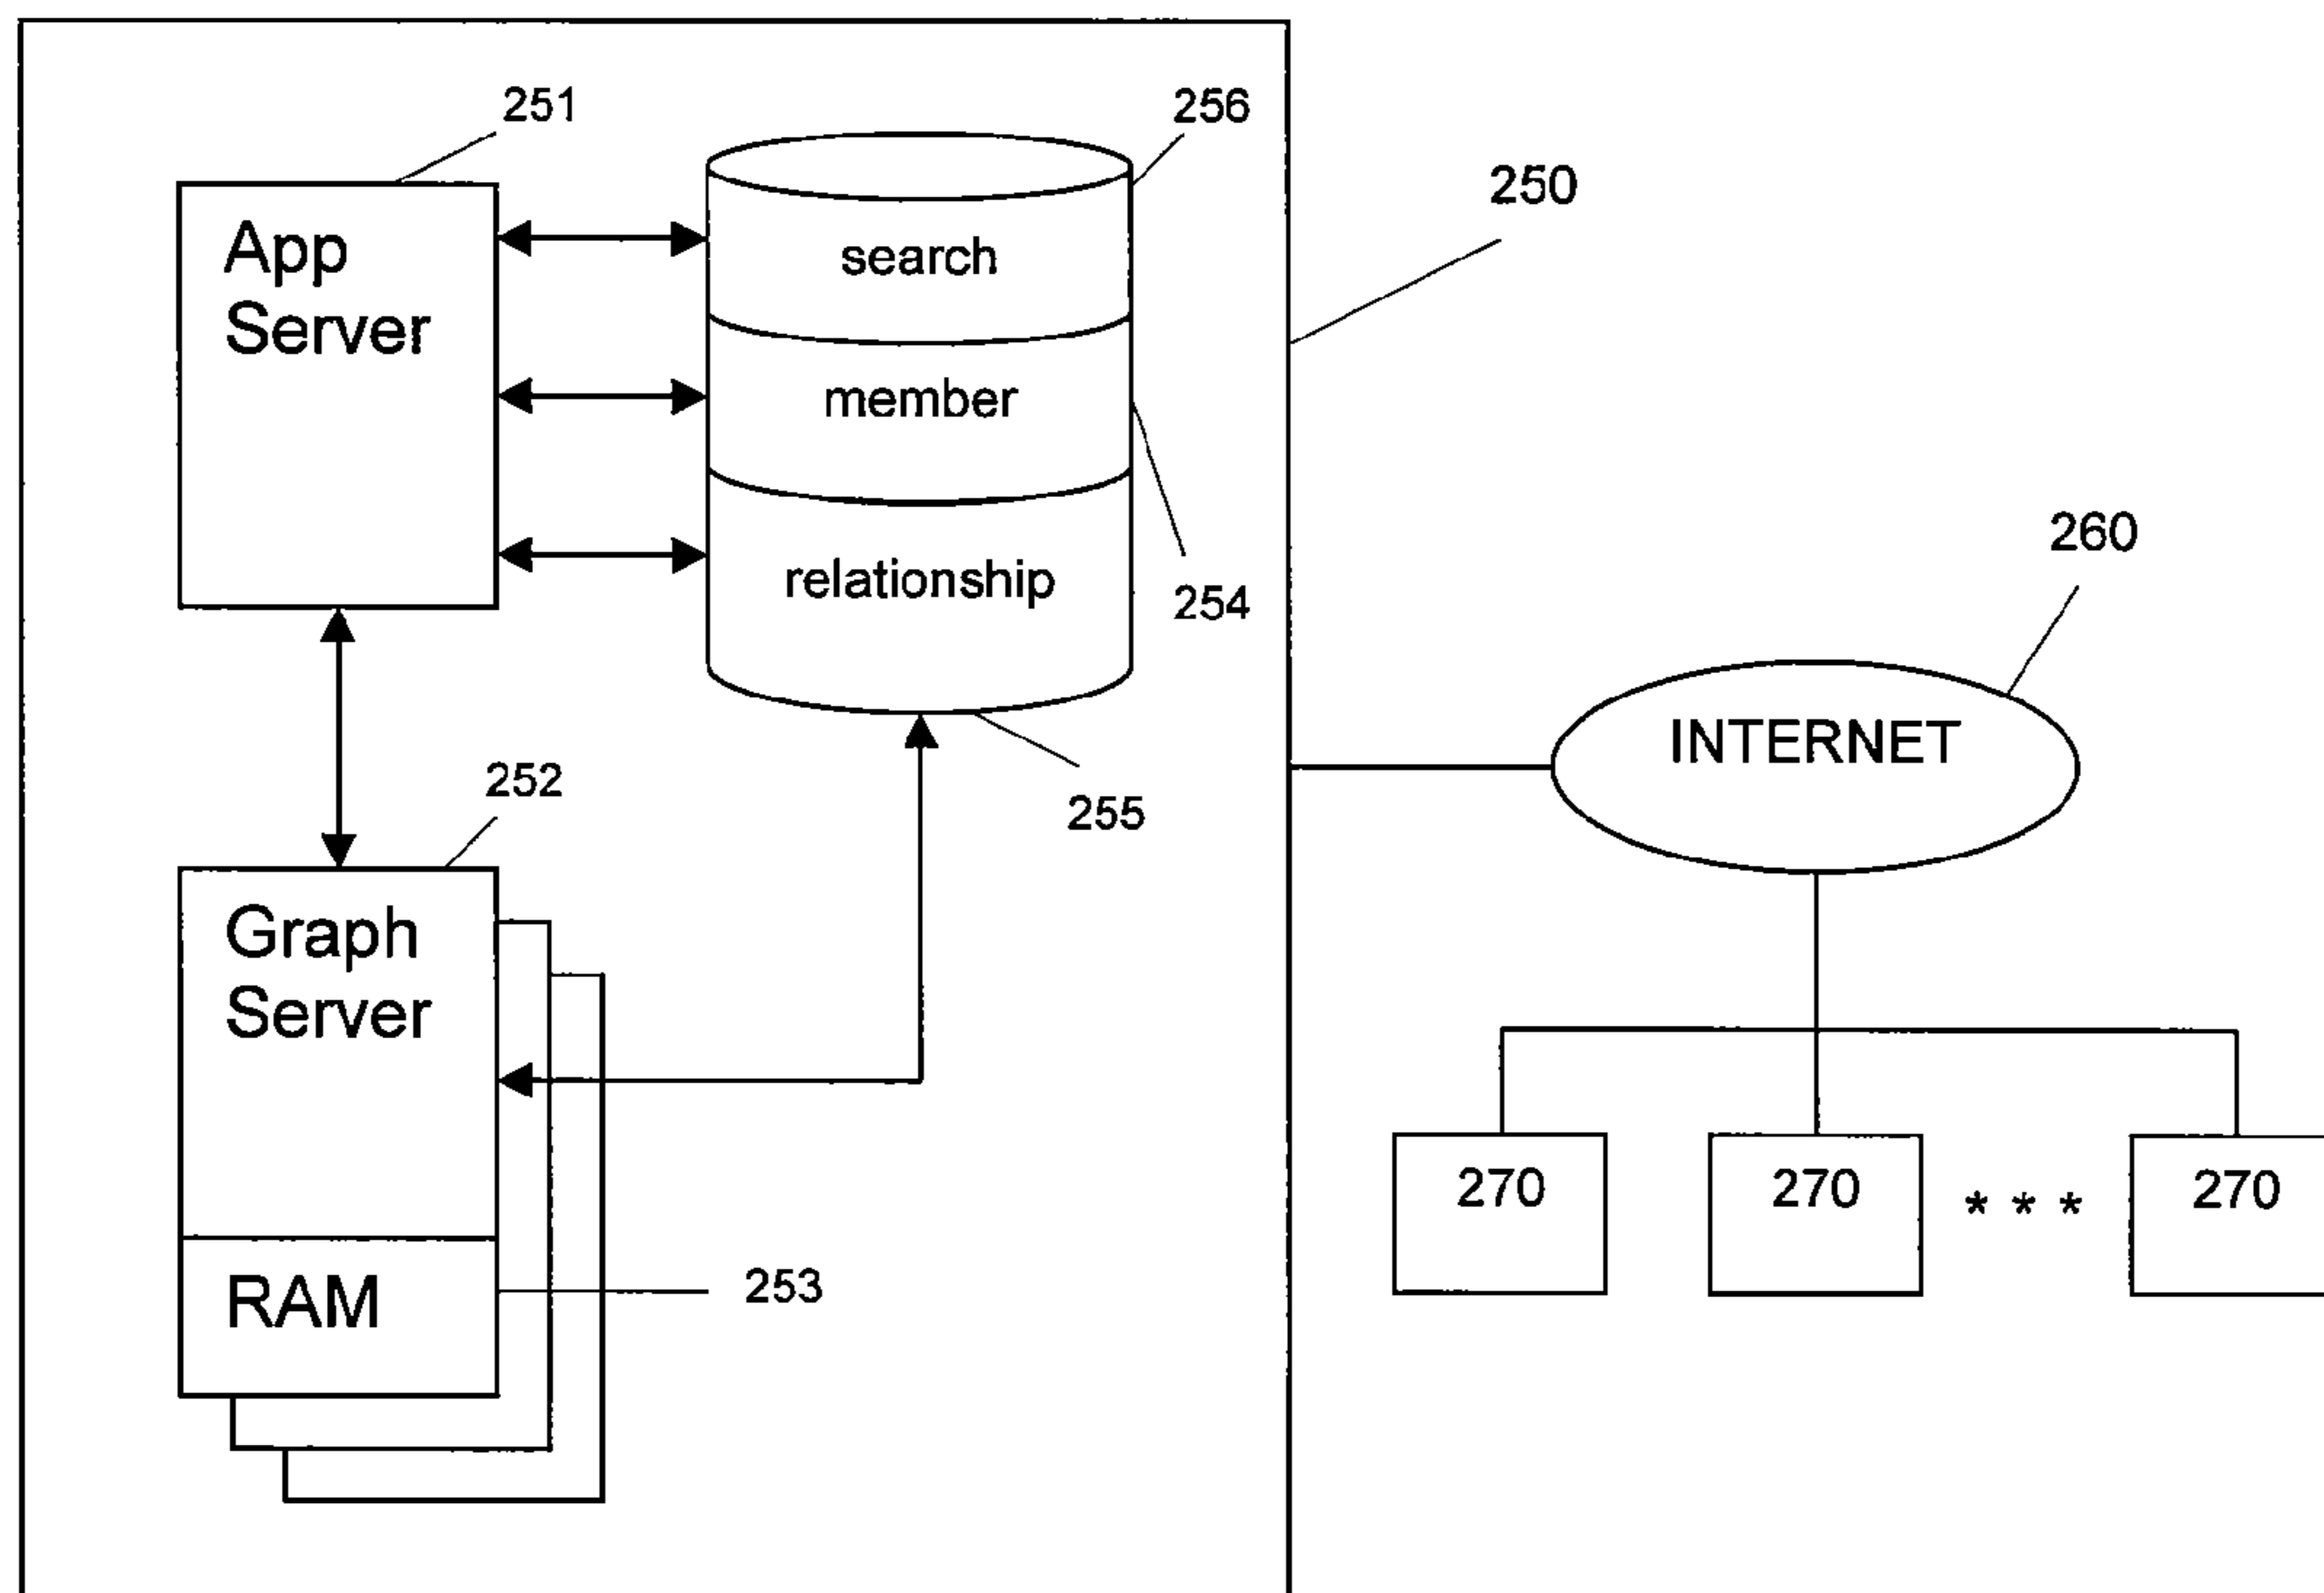 251
256
250
App
Server
search
member
relationship
254
260
INTERNET
252
255
Graph
Server
270
270
* * *
270
RAM
253